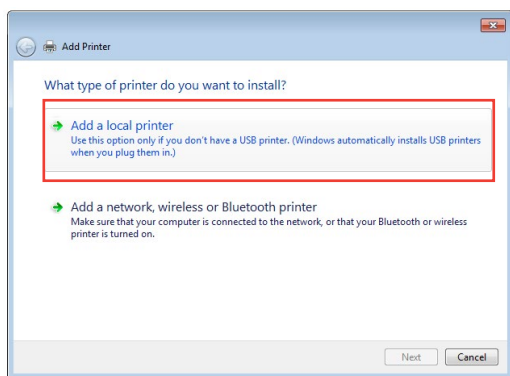 Add Printer
What type of printer do you want to install?
Add a local printer
Use this option only if you don't have a USB printer. (Windows automatically installs USB printers
when you plug them in.)
Add a network, wireless or Bluetooth printer
Make sure that your computer is connected to the network, or that your Bluetooth or wireless
printer is turned on.
Next Cancel